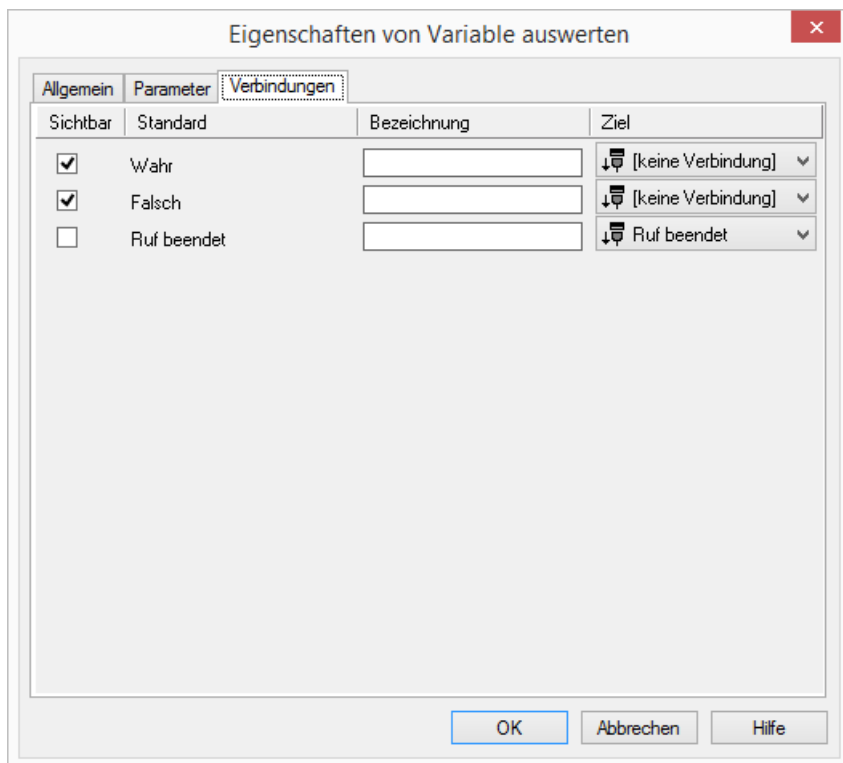 Eigenschaften von Variable auswerten
Allgemein Parameter Verbindungen
Sichtbar Standard Bezeichnung Ziel
Wahr [keine Verbindung]
Falsch [keine Verbindung]
Ruf beendet Ruf beendet
OK Abbrechen Hilfe